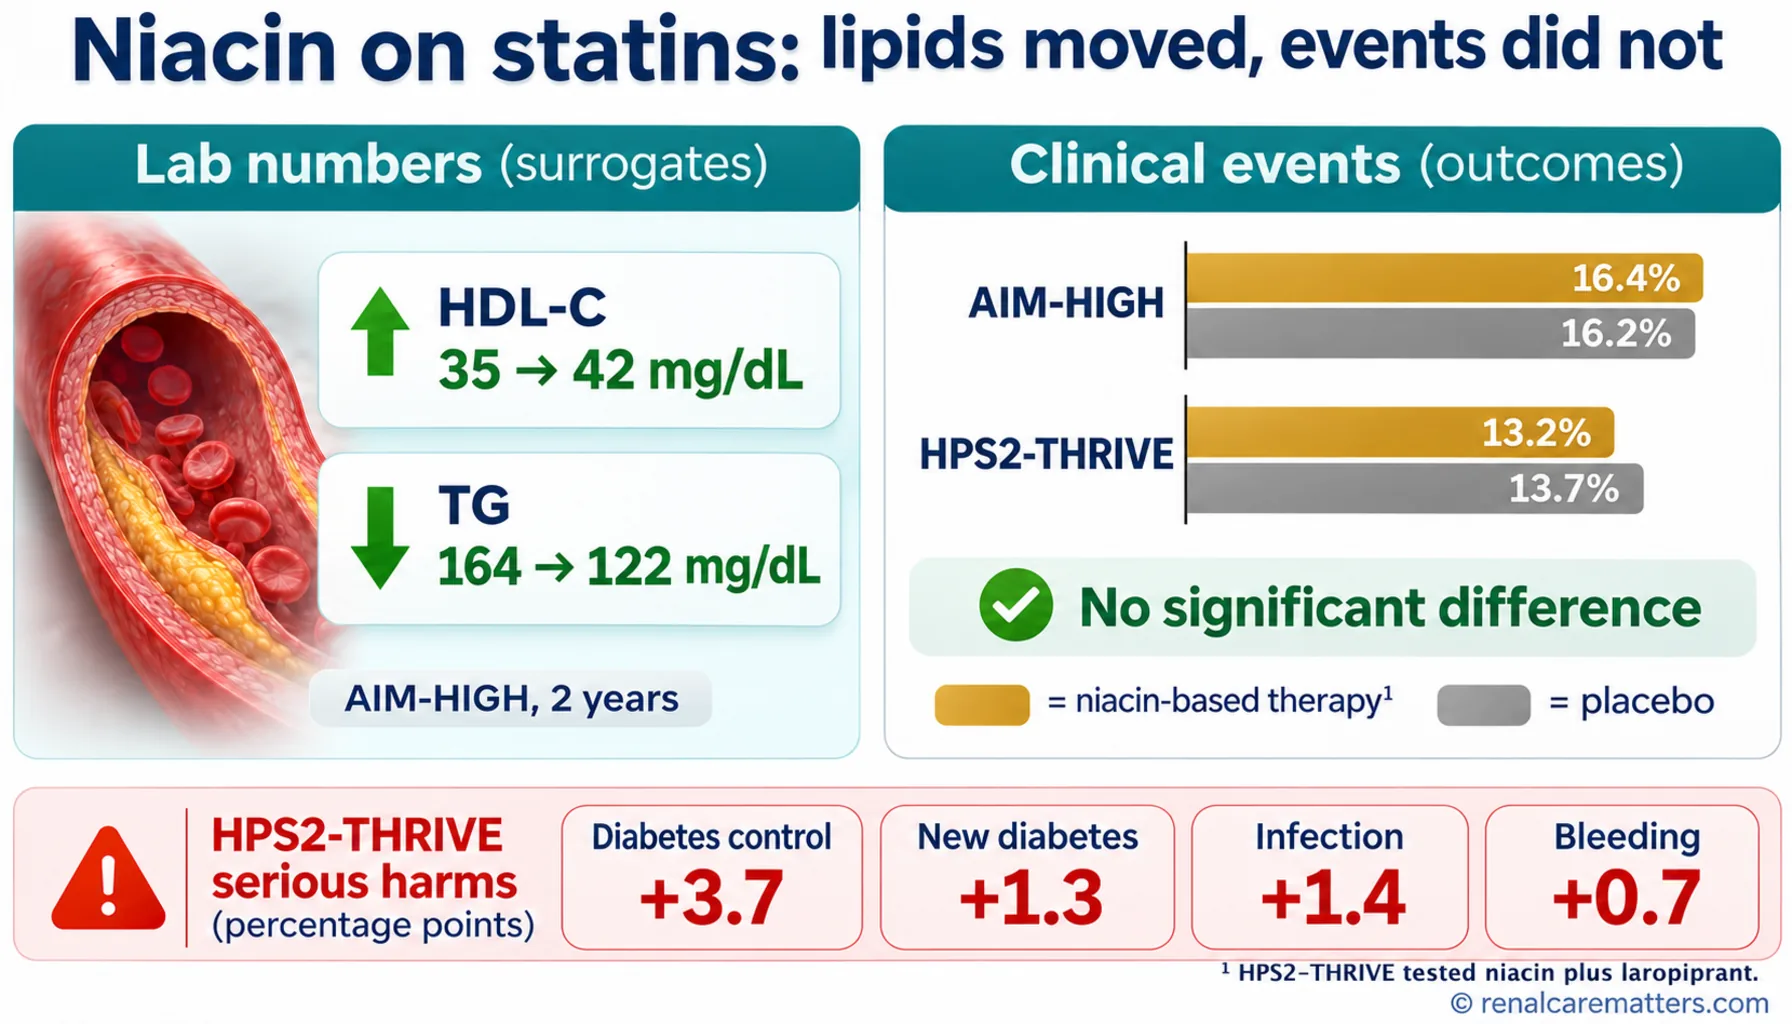 Niacin on statins: lipids moved, events did not
Lab numbers (surrogates)
HDL-C
35 → 42 mg/dL
TG
164 → 122 mg/dL
AIM-HIGH, 2 years
Clinical events (outcomes)
AIM-HIGH
16.4%
16.2%
HPS2-THRIVE
13.2%
13.7%
No significant difference
= niacin-based therapy¹
= placebo
HPS2-THRIVE
serious harms
(percentage points)
Diabetes control
+3.7
New diabetes
+1.3
Infection
+1.4
Bleeding
+0.7
¹ HPS2-THRIVE tested niacin plus laropiprant.
© renalcarematters.com